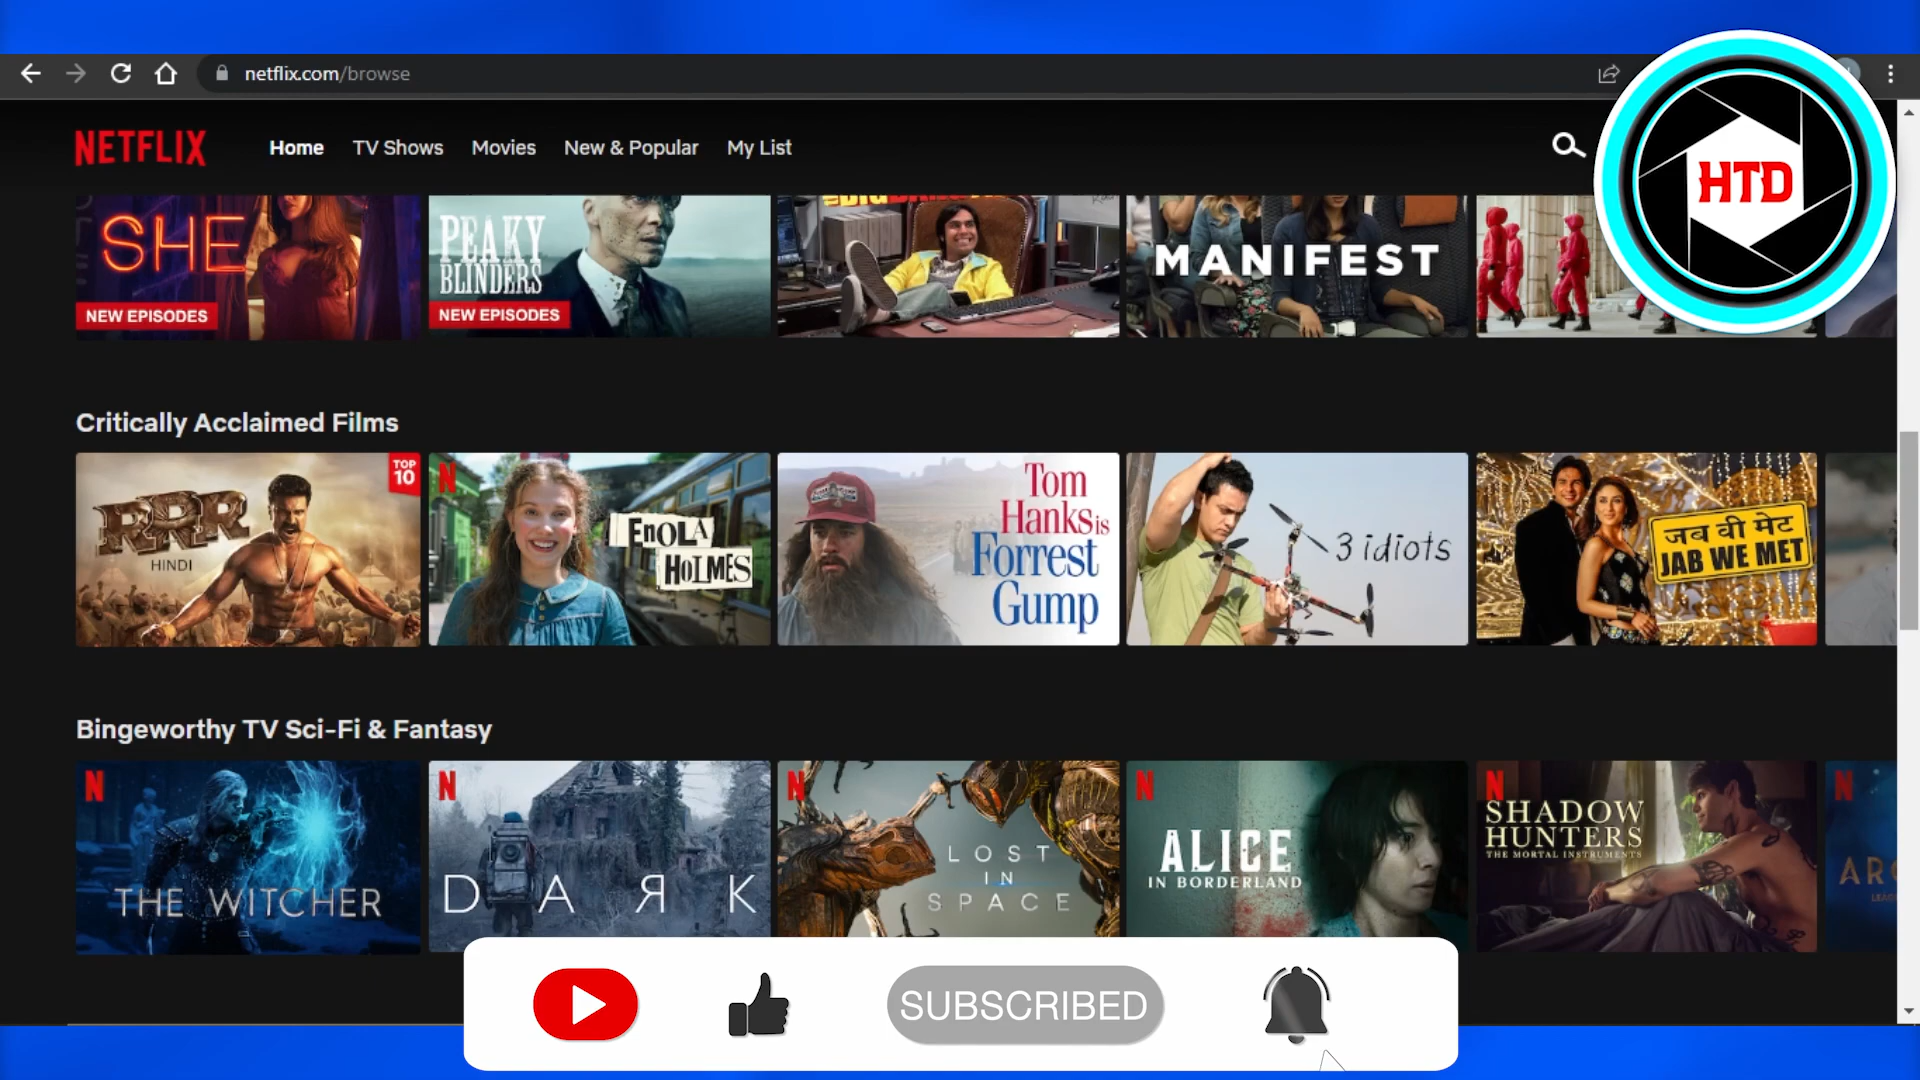 netflix.com/browse
NETFLIX
Home
TV Shows
Movies
New & Popular
My List
HTD
SHE
NEW EPISODES
PEAKY
BLINDERS
NEW EPISODES
MANIFEST
Critically Acclaimed Films
RRR
HINDI
TOP
10
N
ENOLA
HOLMES
Tom
Hanks is
Forrest
Gump
3 idiots
जब वी मेट
JAB WE MET
Bingeworthy TV Sci-Fi & Fantasy
N
THE WITCHER
N
DAЯK
N
LOST
IN
SPACE
N
ALICE
IN BORDERLAND
N
SHADOW
HUNTERS
THE MORTAL INSTRUMENTS
N
SUBSCRIBED